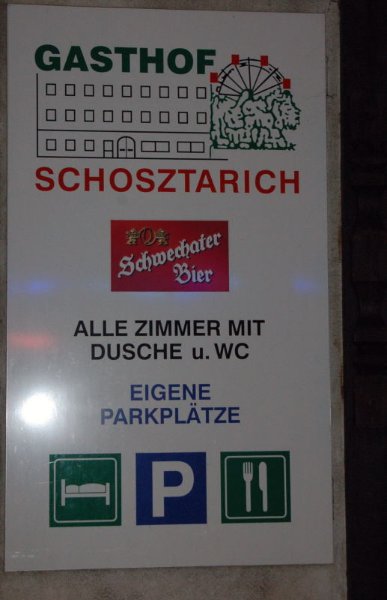 GASTHOF
SCHOSZTARICH
Schwechater
Bier
ALLE ZIMMER MIT
DUSCHE u. WC
EIGENE
PARKPLÄTZE
P